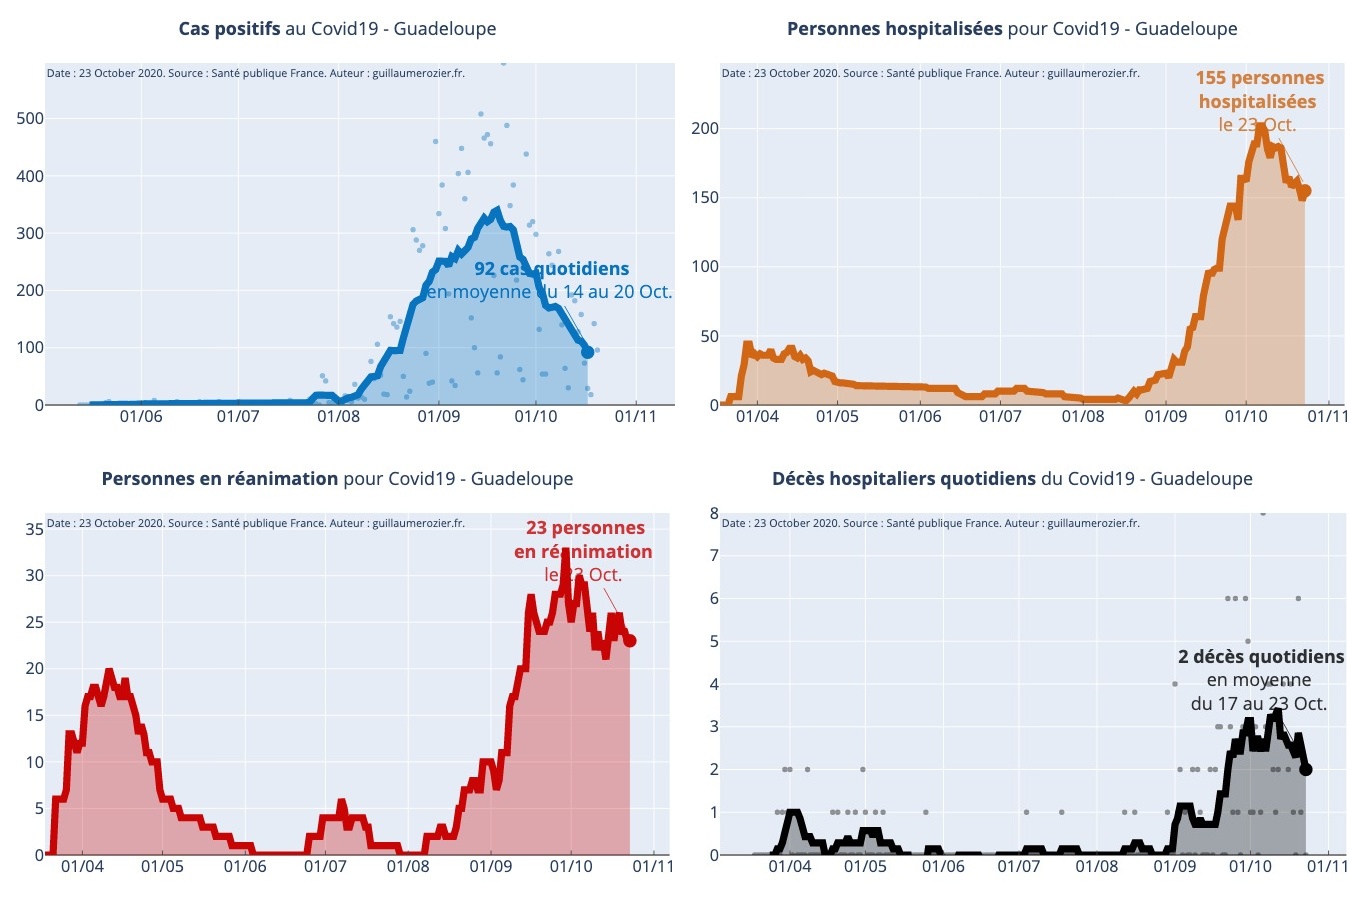 Cas positifs au Covid19 - Guadeloupe
Date : 23 October 2020. Source : Santé publique France. Auteur : guillaumerozier.fr.
500
400
300
200
100
0
92 cas quotidiens
en moyenne du 14 au 20 Oct.
01/06 01/07 01/08 01/09 01/10 01/11
Personnes hospitalisées pour Covid19 - Guadeloupe
Date : 23 October 2020. Source : Santé publique France. Auteur : guillaumerozier.fr.
155 personnes
hospitalisées
le 23 Oct.
200
150
100
50
0
01/04 01/05 01/06 01/07 01/08 01/09 01/10 01/11
Personnes en réanimation pour Covid19 - Guadeloupe
Date : 23 October 2020. Source : Santé publique France. Auteur : guillaumerozier.fr.
23 personnes
en réanimation
le 23 Oct.
35
30
25
20
15
10
5
0
01/04 01/05 01/06 01/07 01/08 01/09 01/10 01/11
Décès hospitaliers quotidiens du Covid19 - Guadeloupe
Date : 23 October 2020. Source : Santé publique France. Auteur : guillaumerozier.fr.
8
7
6
5
4
3
2
1
0
2 décès quotidiens
en moyenne
du 17 au 23 Oct.
01/04 01/05 01/06 01/07 01/08 01/09 01/10 01/11